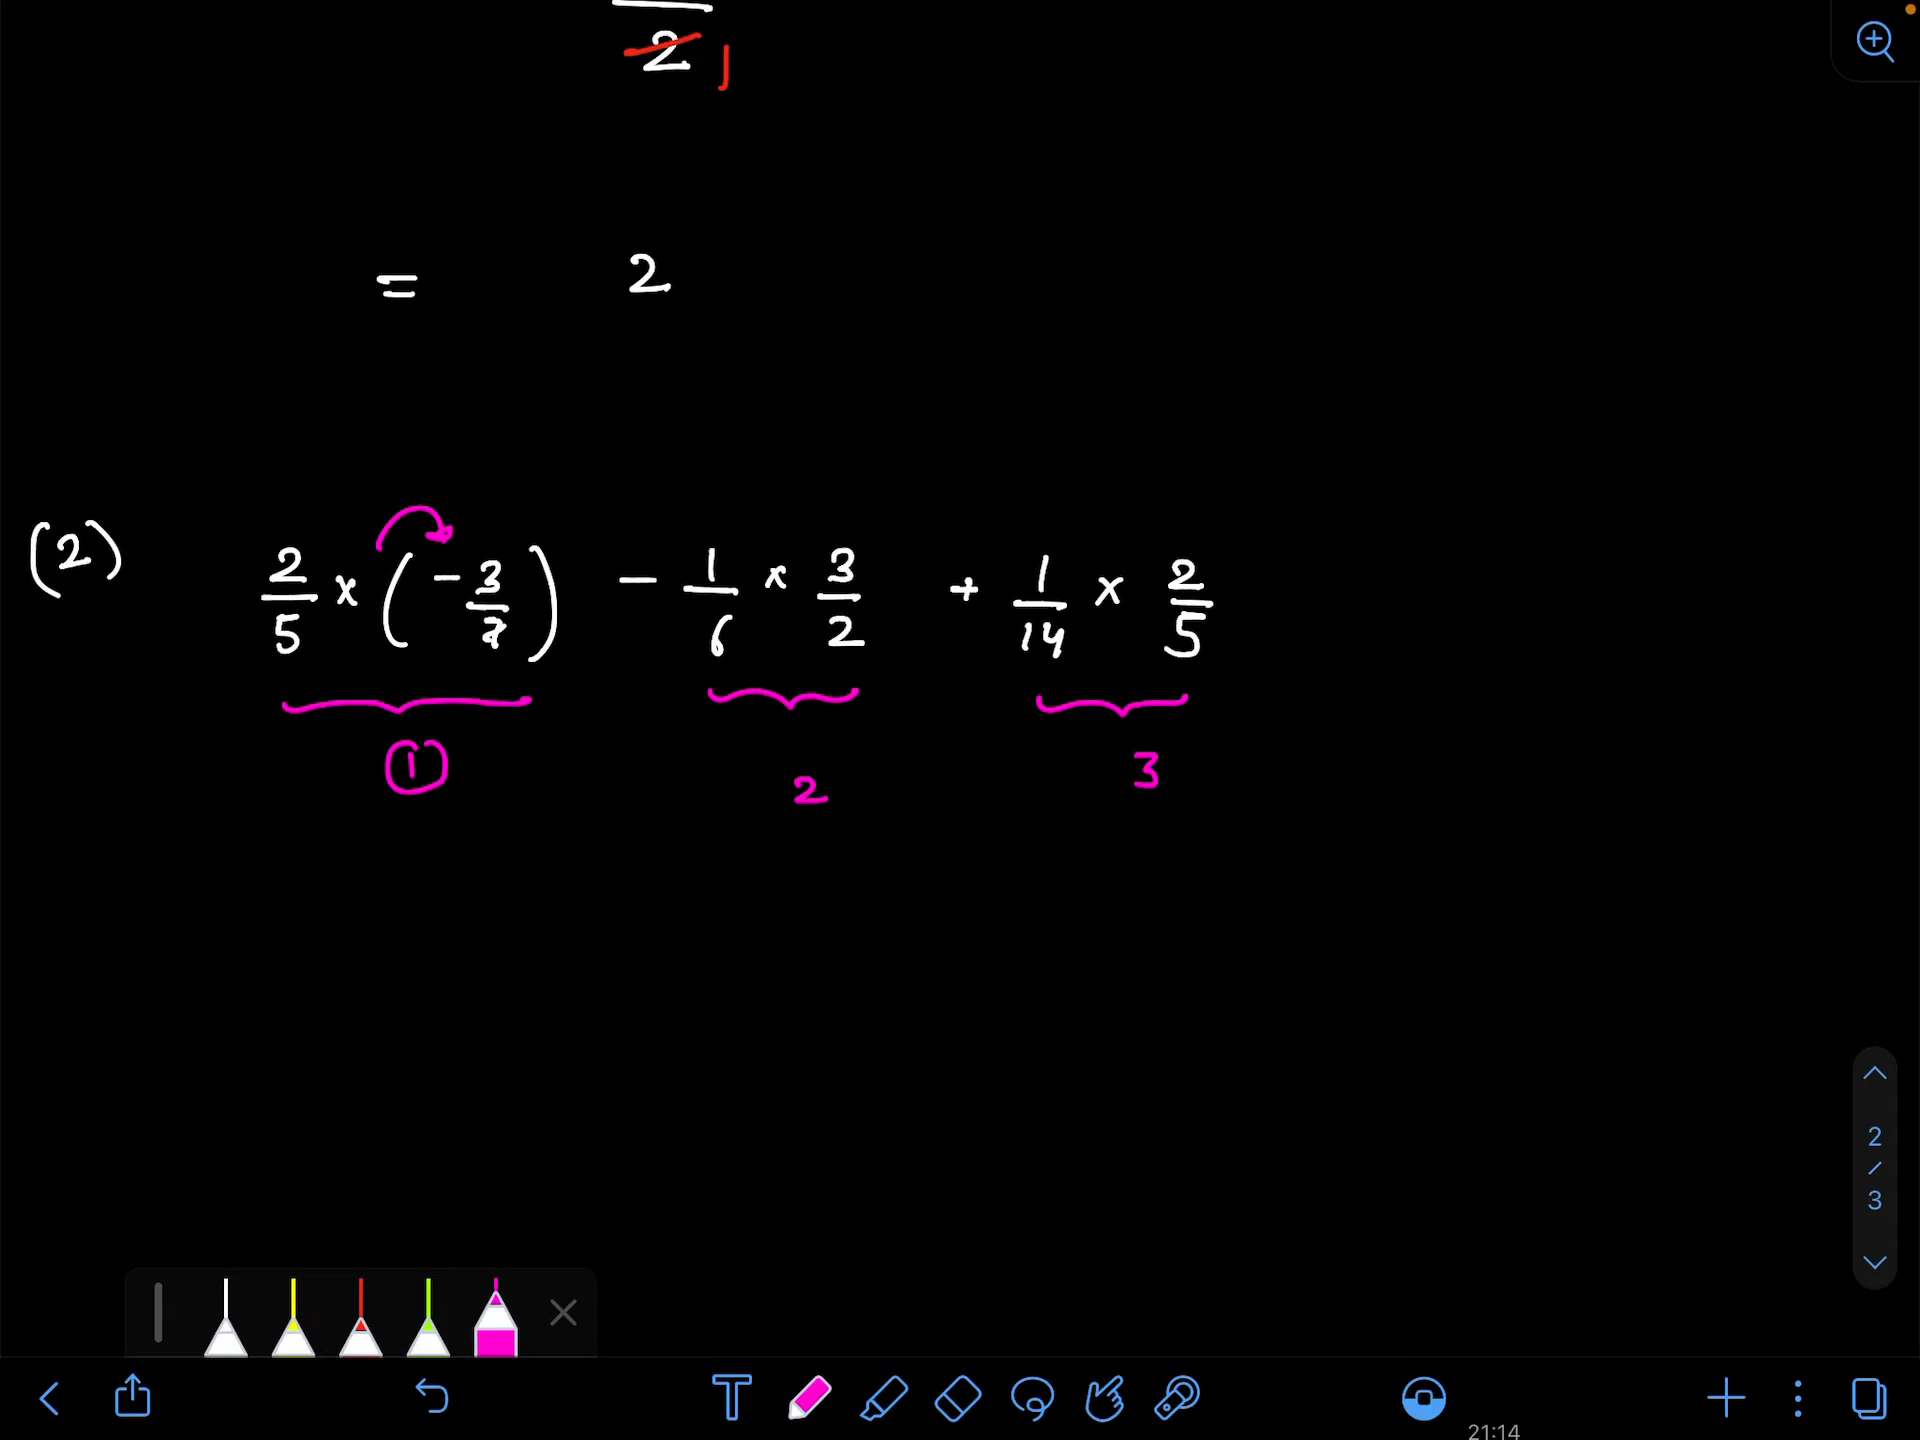 2 1
= 2
(2) 2/5 × (-3/7) - 1/6 × 3/2 + 1/14 × 2/5
1 2 3
2
/
3
T
21:14